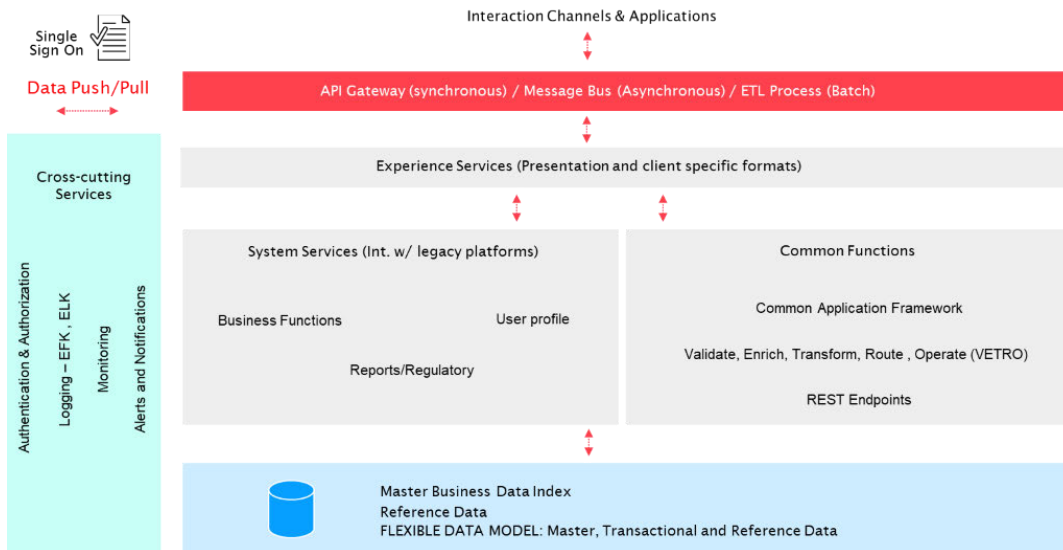 Single
Sign On
Interaction Channels & Applications
Data Push/Pull
API Gateway (synchronous) / Message Bus (Asynchronous) / ETL Process (Batch)
Experience Services (Presentation and client specific formats)
Cross-cutting
Services
Authentication & Authorization
Logging – EFK , ELK
Monitoring
Alerts and Notifications
System Services (Int. w/ legacy platforms)
Business Functions
User profile
Reports/Regulatory
Common Functions
Common Application Framework
Validate, Enrich, Transform, Route , Operate (VETRO)
REST Endpoints
Master Business Data Index
Reference Data
FLEXIBLE DATA MODEL: Master, Transactional and Reference Data